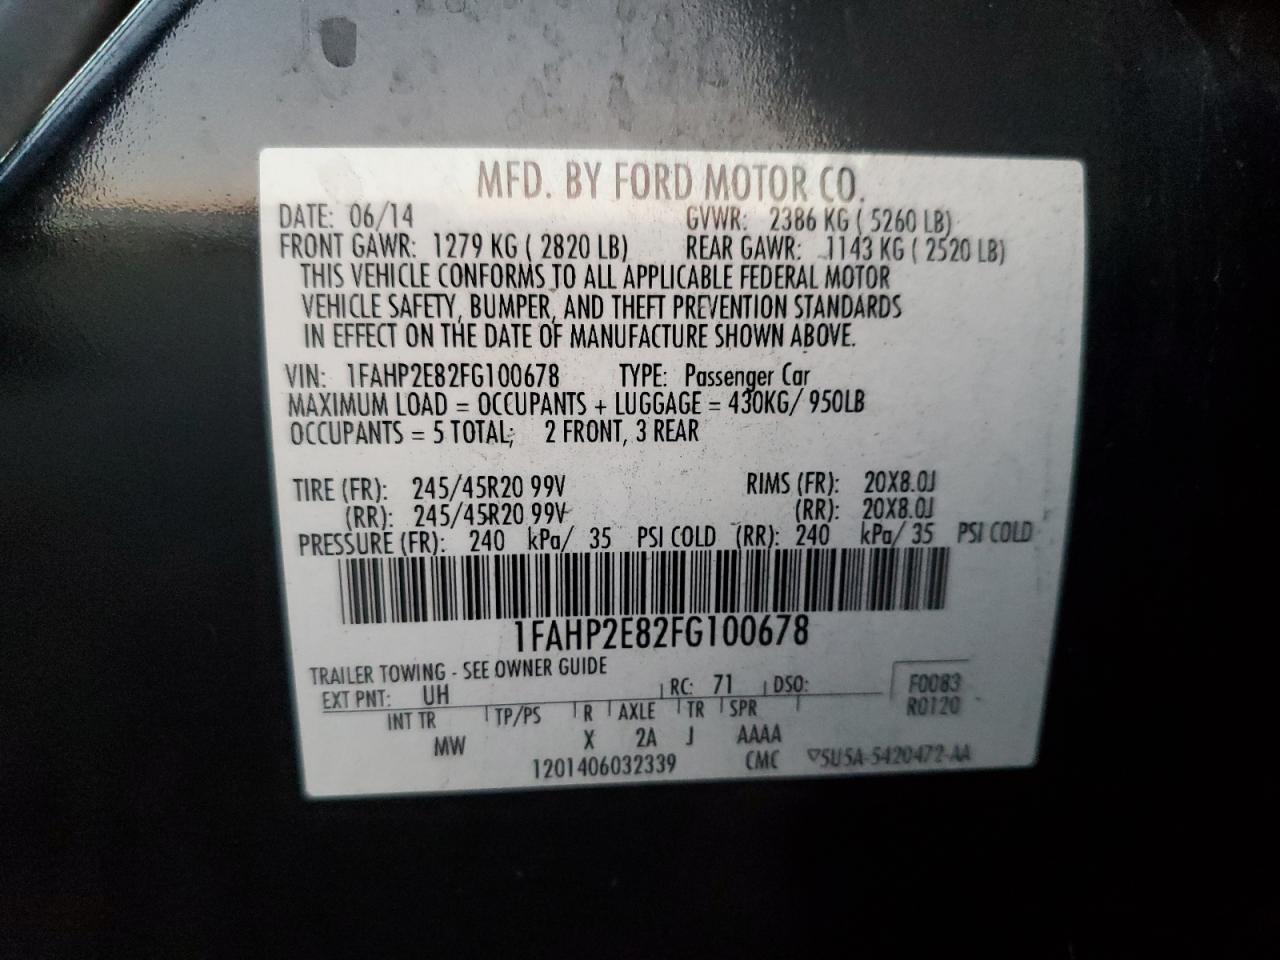 MFD. BY FORD MOTOR CO.
DATE: 06/14 GVWR: 2386 KG ( 5260 LB)
FRONT GAWR: 1279 KG ( 2820 LB) REAR GAWR: 1143 KG ( 2520 LB)
THIS VEHICLE CONFORMS TO ALL APPLICABLE FEDERAL MOTOR
VEHICLE SAFETY, BUMPER, AND THEFT PREVENTION STANDARDS
IN EFFECT ON THE DATE OF MANUFACTURE SHOWN ABOVE.
VIN: 1FAHP2E82FG100678 TYPE: Passenger Car
MAXIMUM LOAD = OCCUPANTS + LUGGAGE = 430KG/ 950LB
OCCUPANTS = 5 TOTAL; 2 FRONT, 3 REAR
TIRE (FR): 245/45R20 99V RIMS (FR): 20X8.0J
(RR): 245/45R20 99V (RR): 20X8.0J
PRESSURE (FR): 240 kPa/ 35 PSI COLD (RR): 240 kPa/ 35 PSI COLD
1FAHP2E82FG100678
TRAILER TOWING - SEE OWNER GUIDE
EXT PNT: UH RC: 71 DSO: F0083
R0120
INT TR TP/PS R AXLE TR SPR
MW X 2A J AAAA
1201406032339 CMC ▽5U5A-5420472-AA